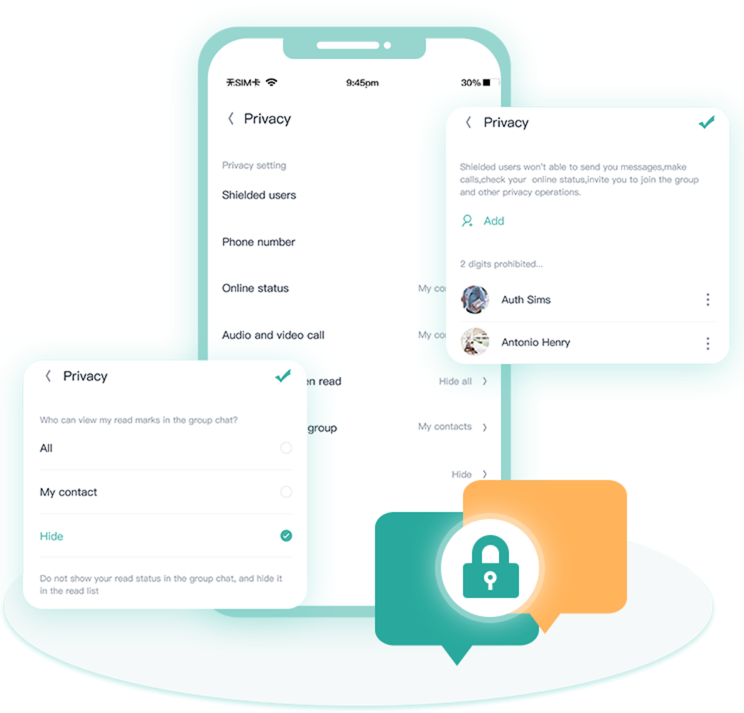 无SIM卡
9:45pm
30%
Privacy
Privacy setting
Shielded users
Phone number
Online status
My co
Audio and video call
My co
en read
Hide all
group
My contacts
Hide
Privacy
Shielded users won't able to send you messages,make
calls,check your online status,invite you to join the group
and other privacy operations.
Add
2 digits prohibited...
Auth Sims
Antonio Henry
Privacy
Who can view my read marks in the group chat?
All
My contact
Hide
Do not show your read status in the group chat, and hide it
in the read list